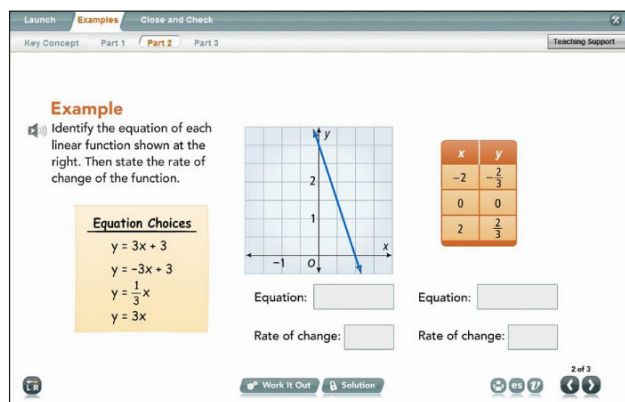 Launch
Examples
Close and Check
Key Concept
Part 1
Part 2
Part 3
Teaching Support
Example
Identify the equation of each
linear function shown at the
right. Then state the rate of
change of the function.
Equation Choices
y = 3x + 3
y = -3x + 3
y = 1/3 x
y = 3x
y
2
1
x
-1
O
x y
-2 -2/3
0 0
2 2/3
Equation:
Rate of change:
Equation:
Rate of change:
2 of 3
LR
Work It Out
Solution
es